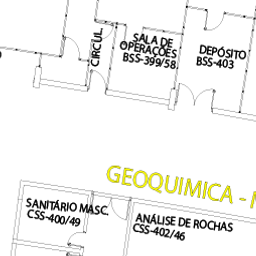 CIRCUL
SALA DE
OPERAÇÕES
BSS-399/58
DEPÓSITO
BSS-403
GEOQUIMICA -
SANITÁRIO MASC.
CSS-400/49
ANÁLISE DE ROCHAS
CSS-402/46